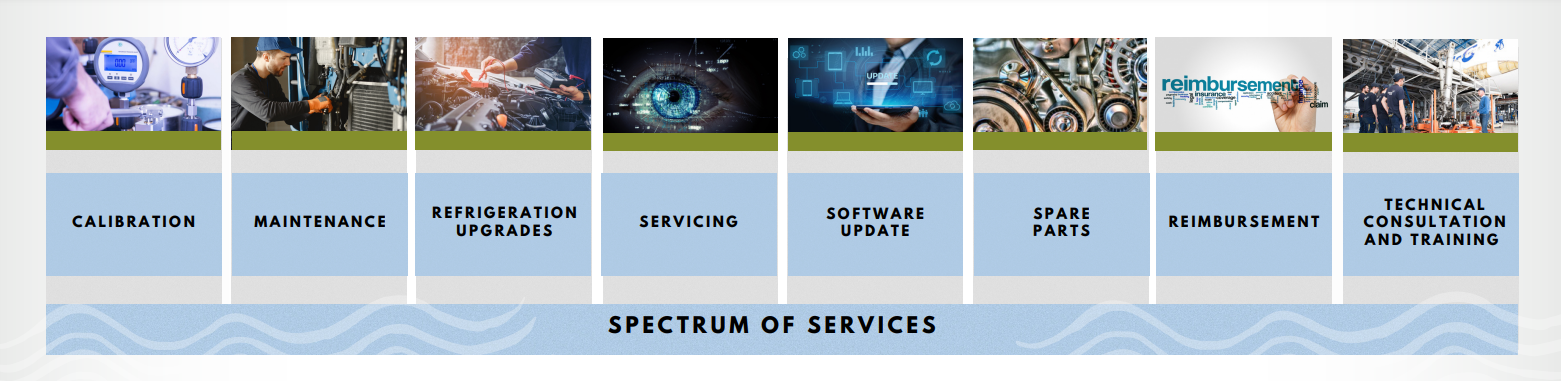 UPDATE
reimbursement
insurance
claim
CALIBRATION
MAINTENANCE
REFRIGERATION
UPGRADES
SERVICING
SOFTWARE
UPDATE
SPARE
PARTS
REIMBURSEMENT
TECHNICAL
CONSULTATION
AND TRAINING
SPECTRUM OF SERVICES